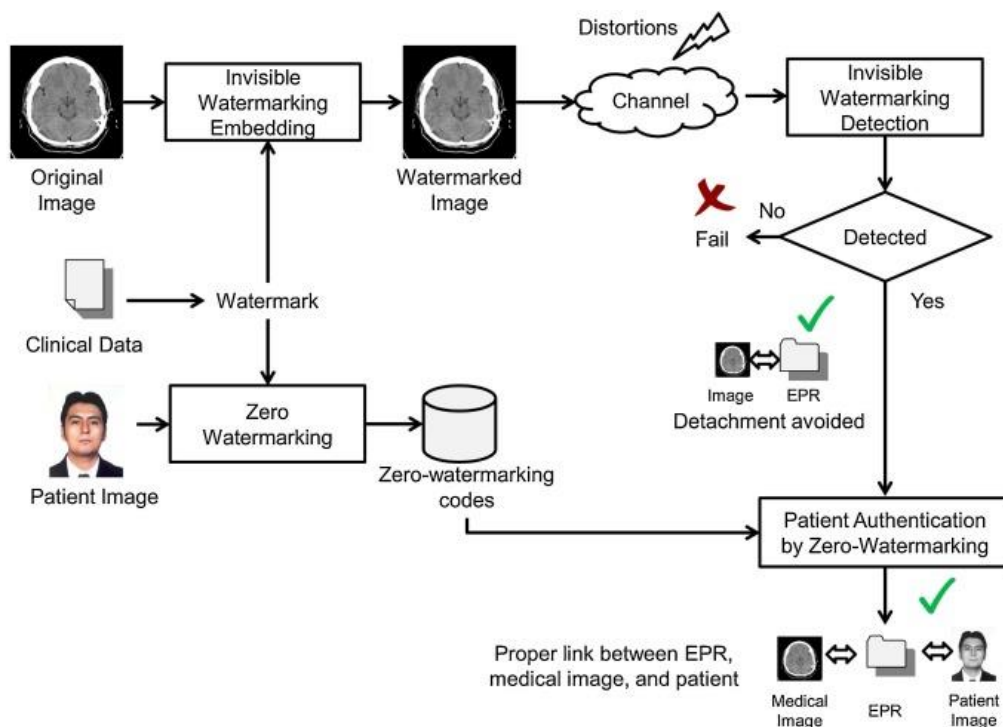 Distortions
Invisible
Watermarking
Embedding
Channel
Invisible
Watermarking
Detection
Original
Image
Watermarked
Image
No
Fail
Detected
Yes
Clinical Data
Watermark
Image
EPR
Detachment avoided
Zero
Watermarking
Patient Image
Zero-watermarking
codes
Patient Authentication
by Zero-Watermarking
Proper link between EPR,
medical image, and patient
Medical
Image
EPR
Patient
Image